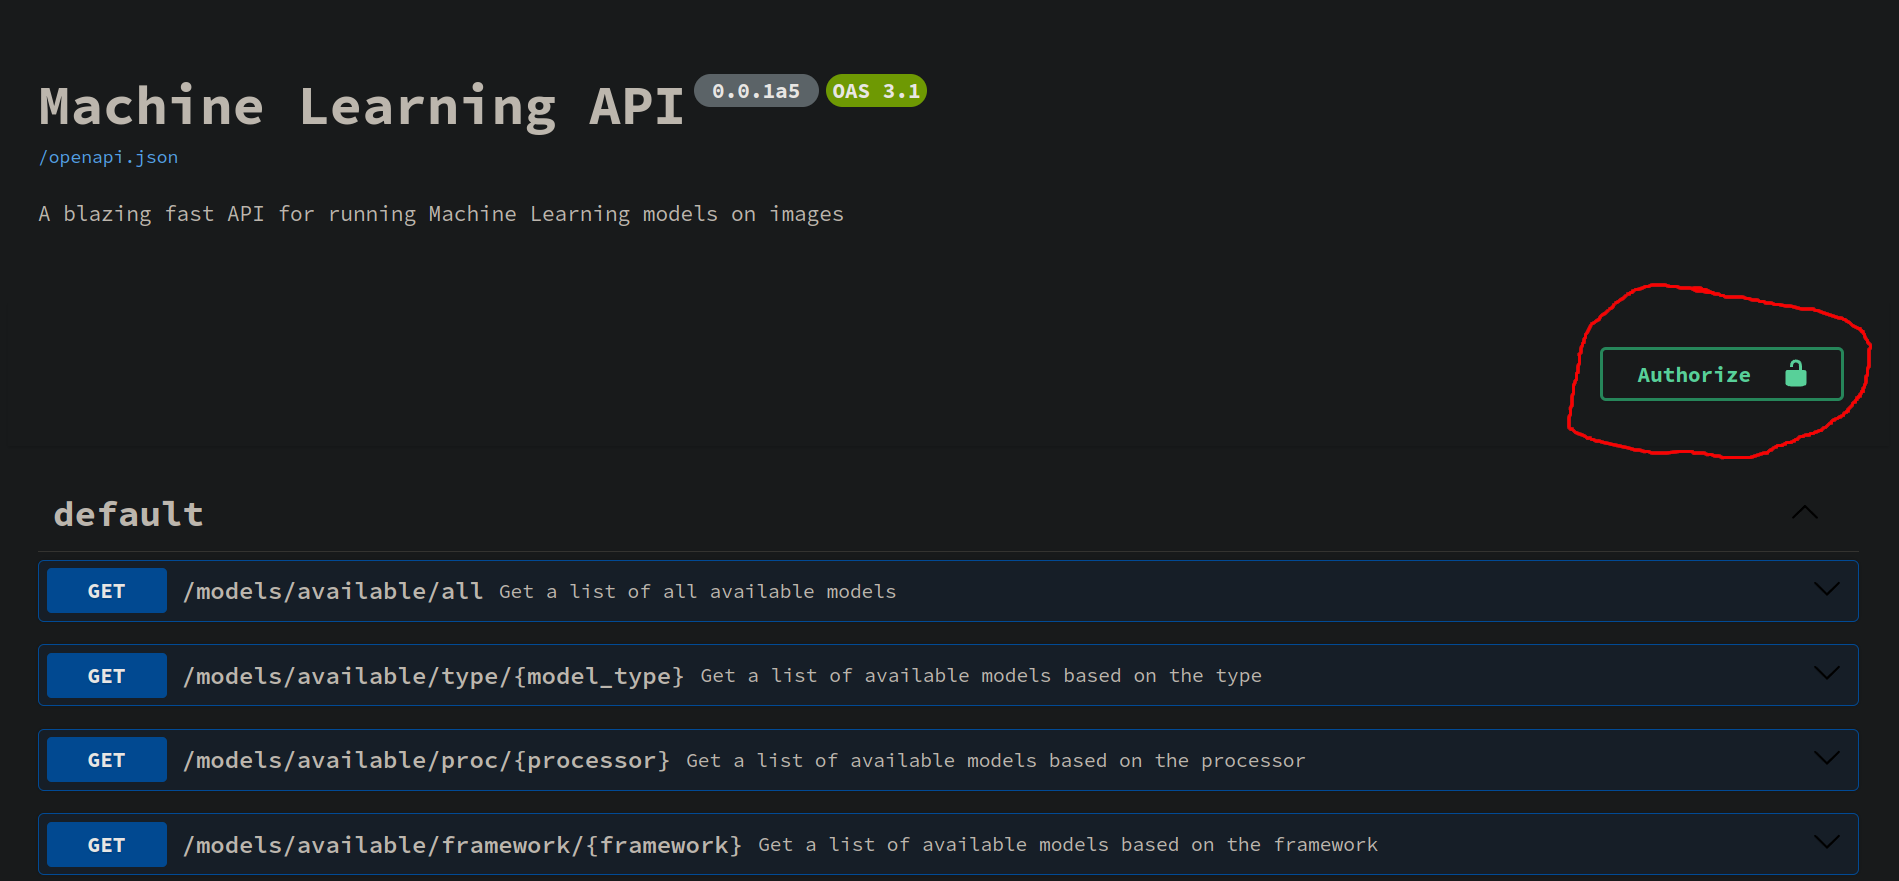 Machine Learning API 0.0.1a5 OAS 3.1
/openapi.json
A blazing fast API for running Machine Learning models on images
Authorize
default
GET /models/available/all Get a list of all available models
GET /models/available/type/{model_type} Get a list of available models based on the type
GET /models/available/proc/{processor} Get a list of available models based on the processor
GET /models/available/framework/{framework} Get a list of available models based on the framework